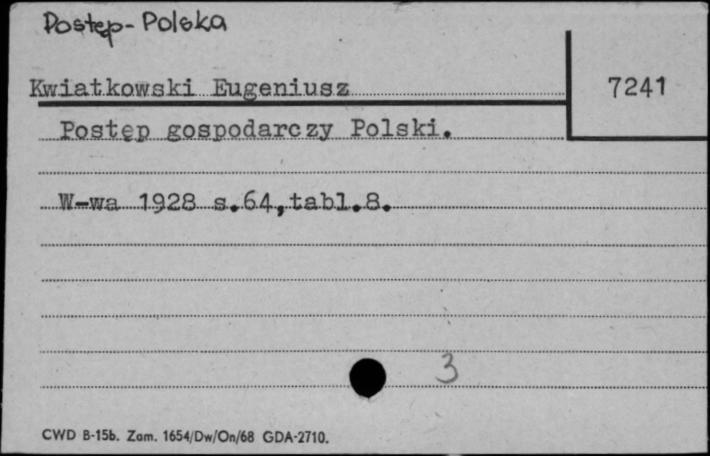 Postęp - Polska
Kwiatkowski Eugeniusz
7241
Postęp gospodarczy Polski.
W-wa 1928 s.64,tabl.8.
3
CWD B-15b. Zam. 1654/Dw/On/68 GDA-2710.